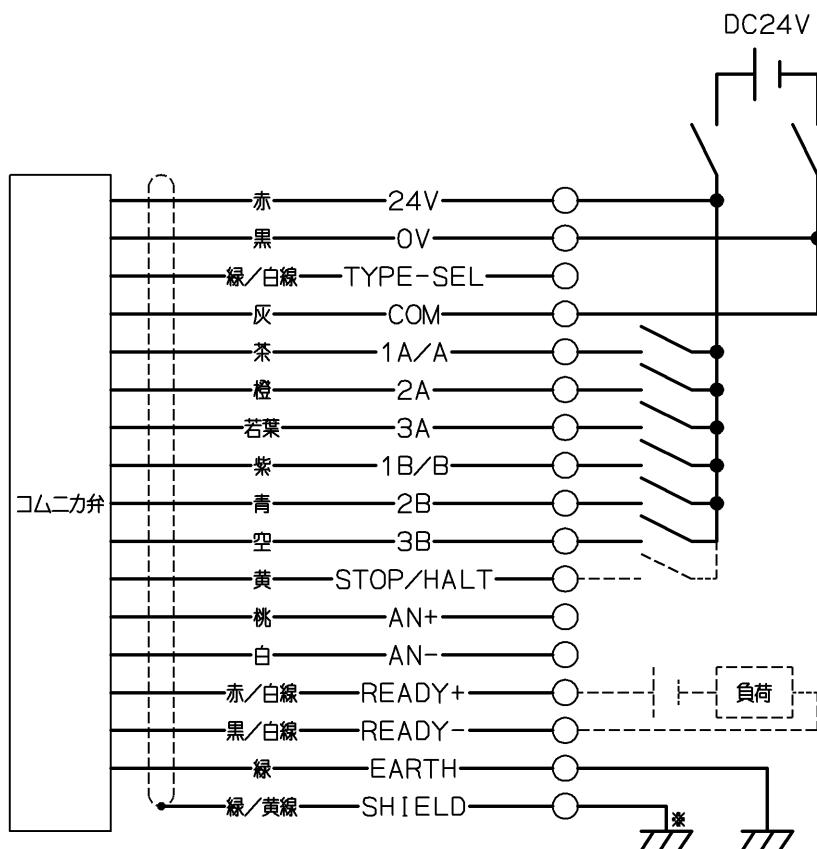 DC24V
赤 24V
黒 0V
緑/白線 TYPE-SEL
灰 COM
茶 1A/A
橙 2A
若葉 3A
紫 1B/B
コムニカ弁
青 2B
空 3B
黄 STOP/HALT
桃 AN+
白 AN-
赤/白線 READY+
負荷
黒/白線 READY-
緑 EARTH
緑/黄線 SHIELD
※